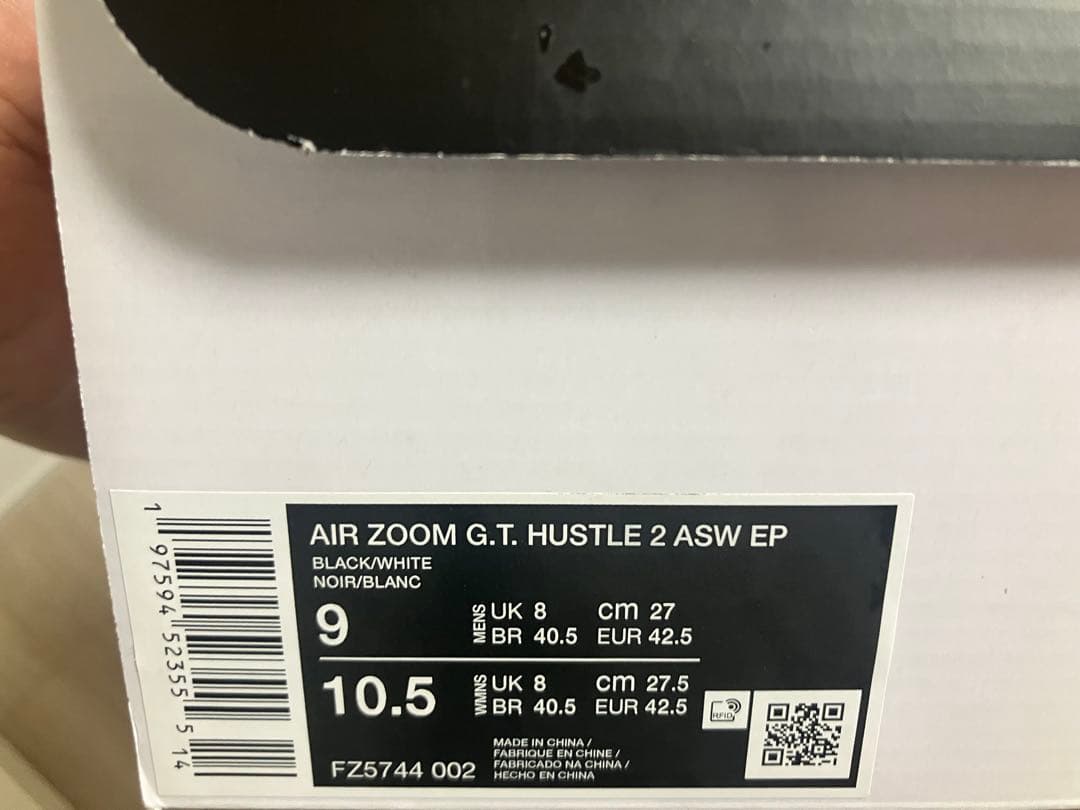 AIR ZOOM G.T. HUSTLE 2 ASW EP
BLACK/WHITE
NOIR/BLANC
9 MENS UK 8 cm 27
BR 40.5 EUR 42.5
10.5 WMNS UK 8 cm 27.5
BR 40.5 EUR 42.5
RFID
FZ5744 002
MADE IN CHINA /
FABRIQUE EN CHINE /
FABRICADO NA CHINA /
HECHO EN CHINA
1 97594 52355 5 14